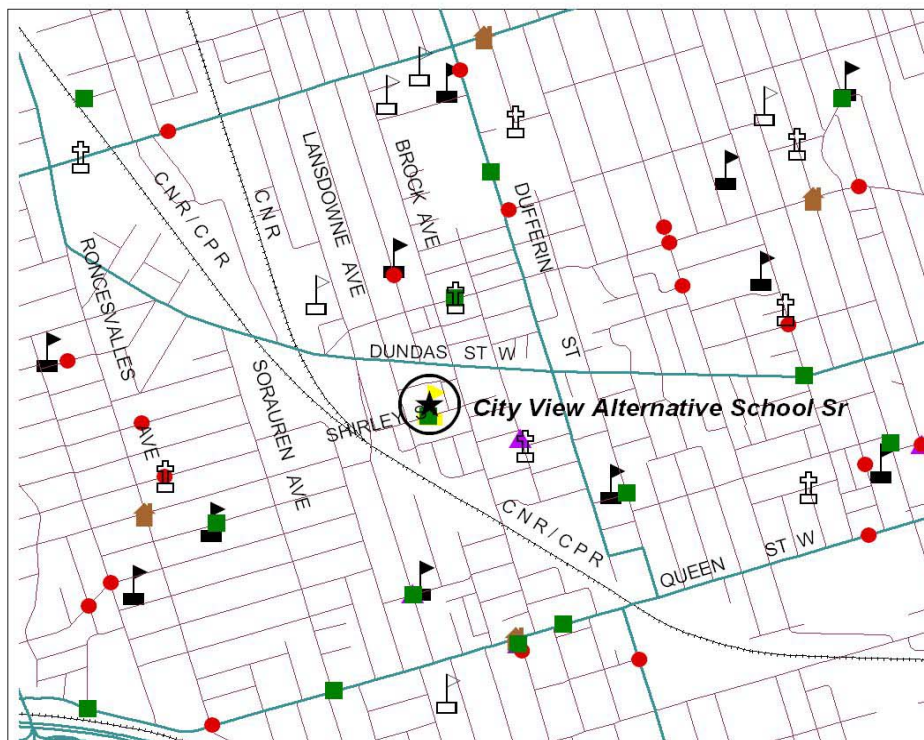 LANSDOWNE AVE
BROCK AVE
CNR/CPR
CNR
DUFFERIN ST
RONCESVALLES AVE
DUNDAS ST W
SORAUREN AVE
SHIRLEY S
City View Alternative School Sr
CNR/CPR
QUEEN ST W